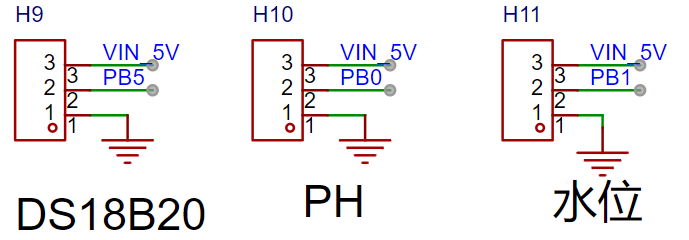 H9 H10 H11
3 3 VIN_5V 3 3 VIN_5V 3 3 VIN_5V
2 2 PB5 2 2 PB0 2 2 PB1
1 1 1 1 1 1
DS18B20 PH 水位